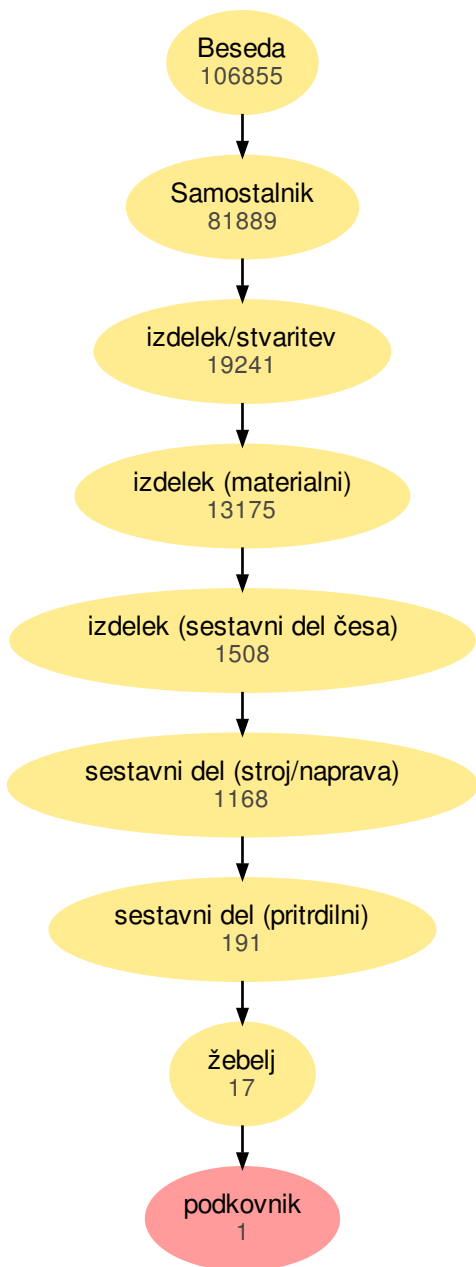 Beseda
106855
Samostalnik
81889
izdelek/stvaritev
19241
izdelek (materialni)
13175
izdelek (sestavni del česa)
1508
sestavni del (stroj/naprava)
1168
sestavni del (pritrdilni)
191
žebelj
17
podkovnik
1